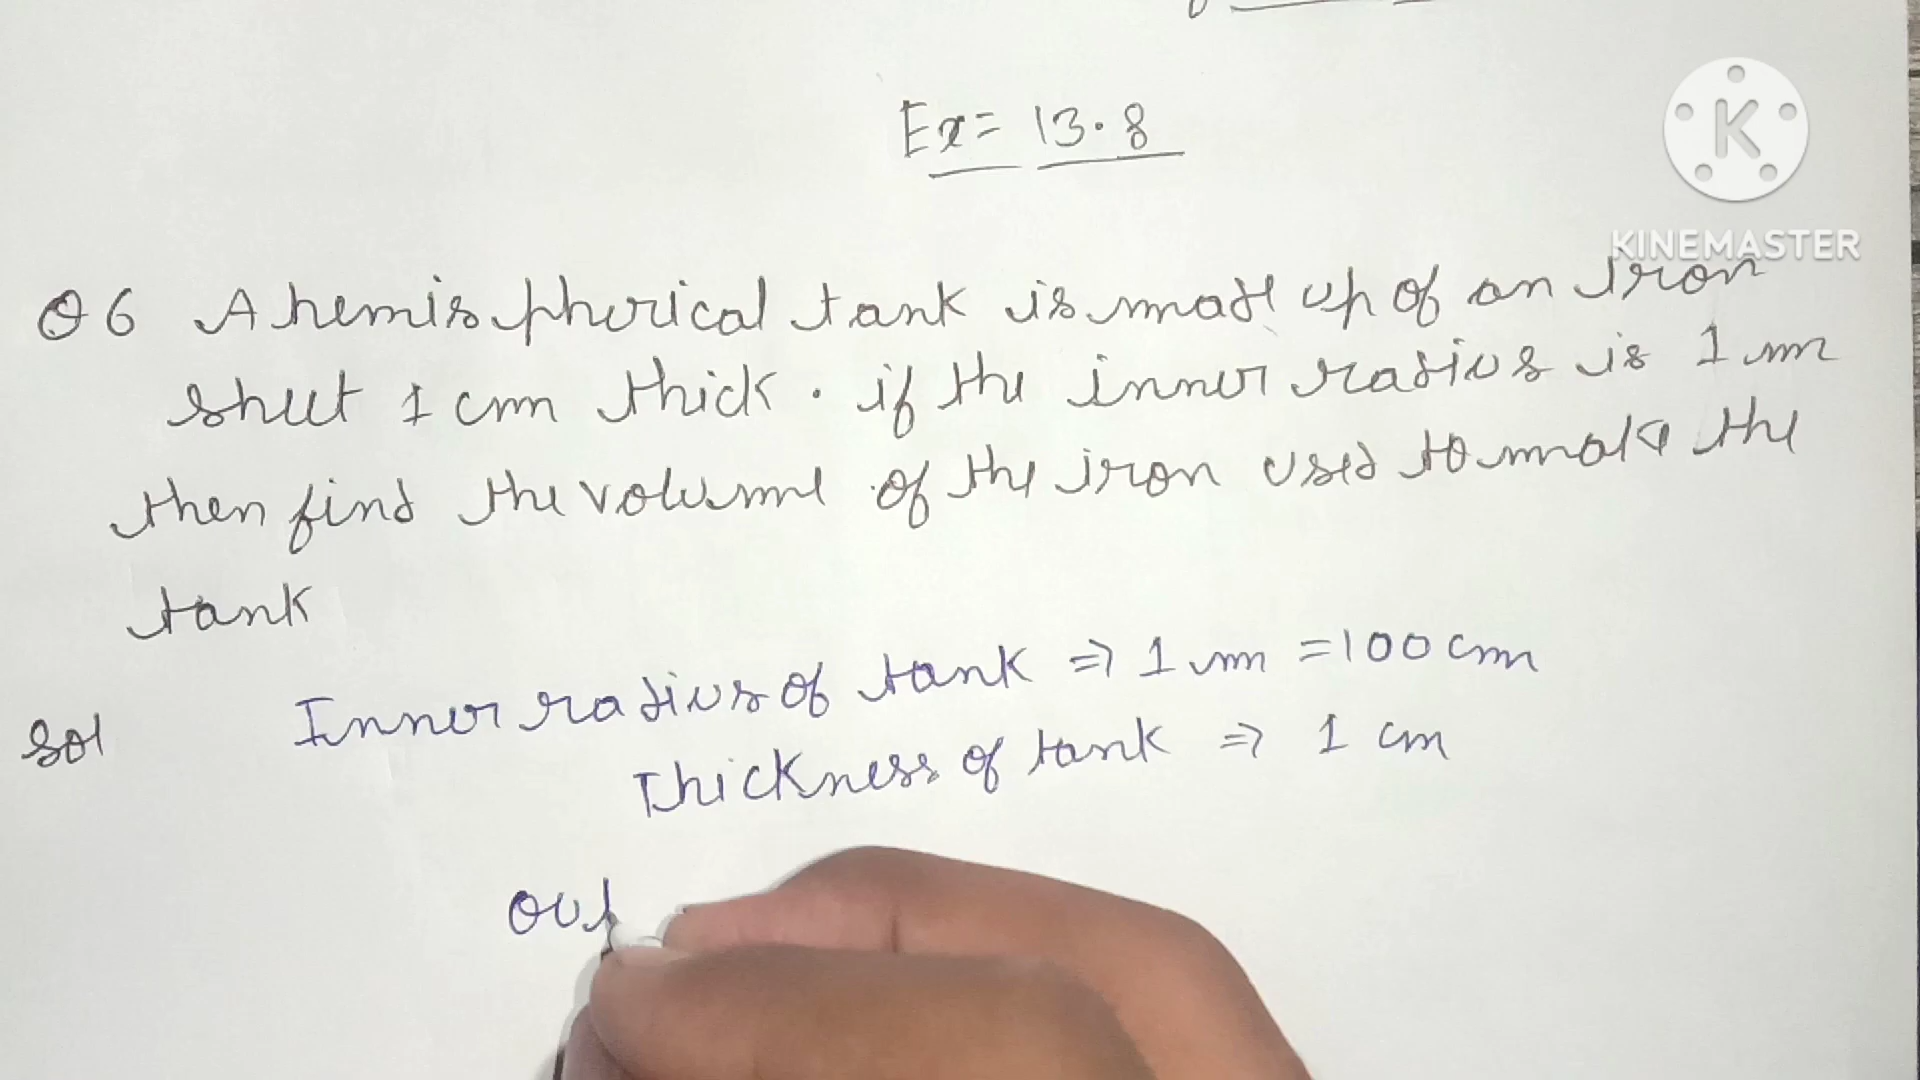 Ex= 13.8
KINEMASTER
Q6 A hemispherical tank is made up of an Iron
sheet 1 cm thick. if the inner radius is 1 m
then find the volume of the iron used to make the
tank
Sol Inner radius of tank ⇒ 1 m =100 cm
Thickness of tank ⇒ 1 cm
out